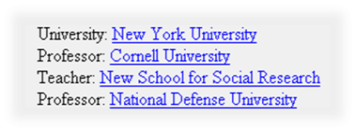 University: New York University
Professor: Cornell University
Teacher: New School for Social Research
Professor: National Defense University